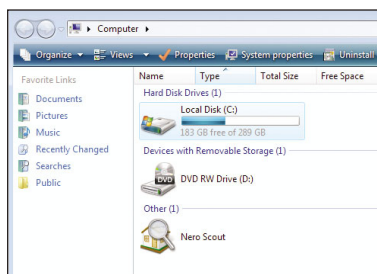 Computer
Organize Views Properties System properties Uninstall
Favorite Links
Documents
Pictures
Music
Recently Changed
Searches
Public
Name Type Total Size Free Space
Hard Disk Drives (1)
Local Disk (C:)
183 GB free of 289 GB
Devices with Removable Storage (1)
DVD
DVD RW Drive (D:)
Other (1)
Nero Scout